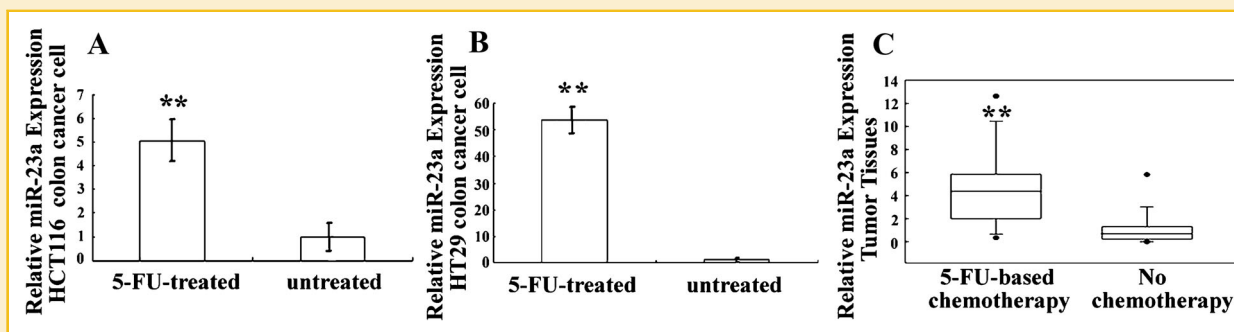 A
Relative miR-23a Expression
HCT116 colon cancer cell
7
6
5
4
3
2
1
0
**
5-FU-treated
untreated
B
Relative miR-23a Expression
HT29 colon cancer cell
60
50
40
30
20
10
0
**
5-FU-treated
untreated
C
Relative miR-23a Expression
Tumor Tissues
14
12
10
8
6
4
2
0
**
5-FU-based
chemotherapy
No
chemotherapy